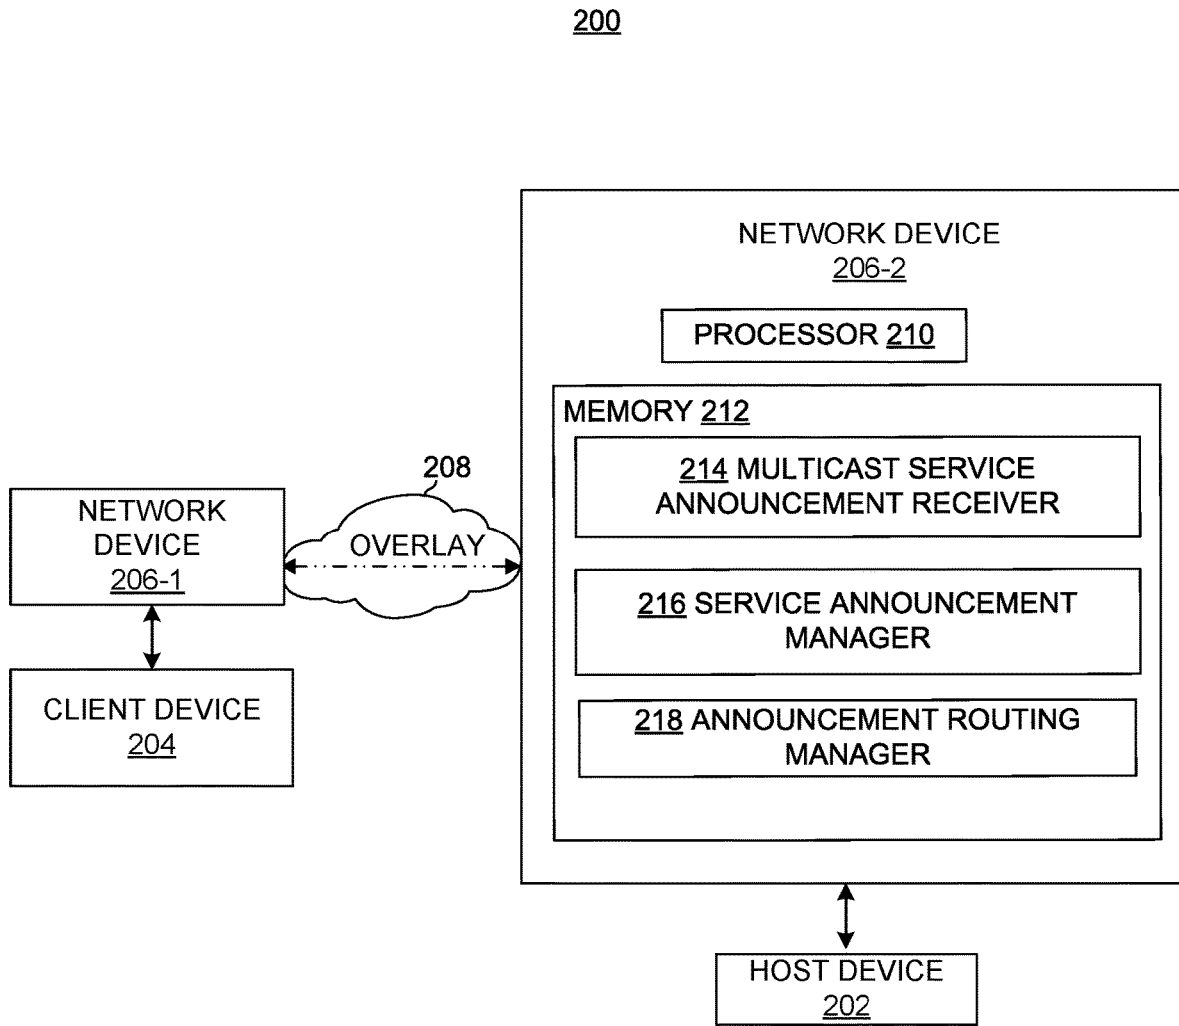 200
NETWORK DEVICE
206-2
PROCESSOR 210
MEMORY 212
214 MULTICAST SERVICE
ANNOUNCEMENT RECEIVER
216 SERVICE ANNOUNCEMENT
MANAGER
218 ANNOUNCEMENT ROUTING
MANAGER
208
OVERLAY
NETWORK
DEVICE
206-1
CLIENT DEVICE
204
HOST DEVICE
202